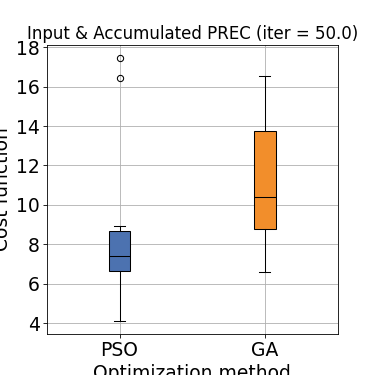 Input & Accumulated PREC (iter = 50.0)
18
16
14
12
10
8
6
4
Cost function
PSO GA
Optimization method